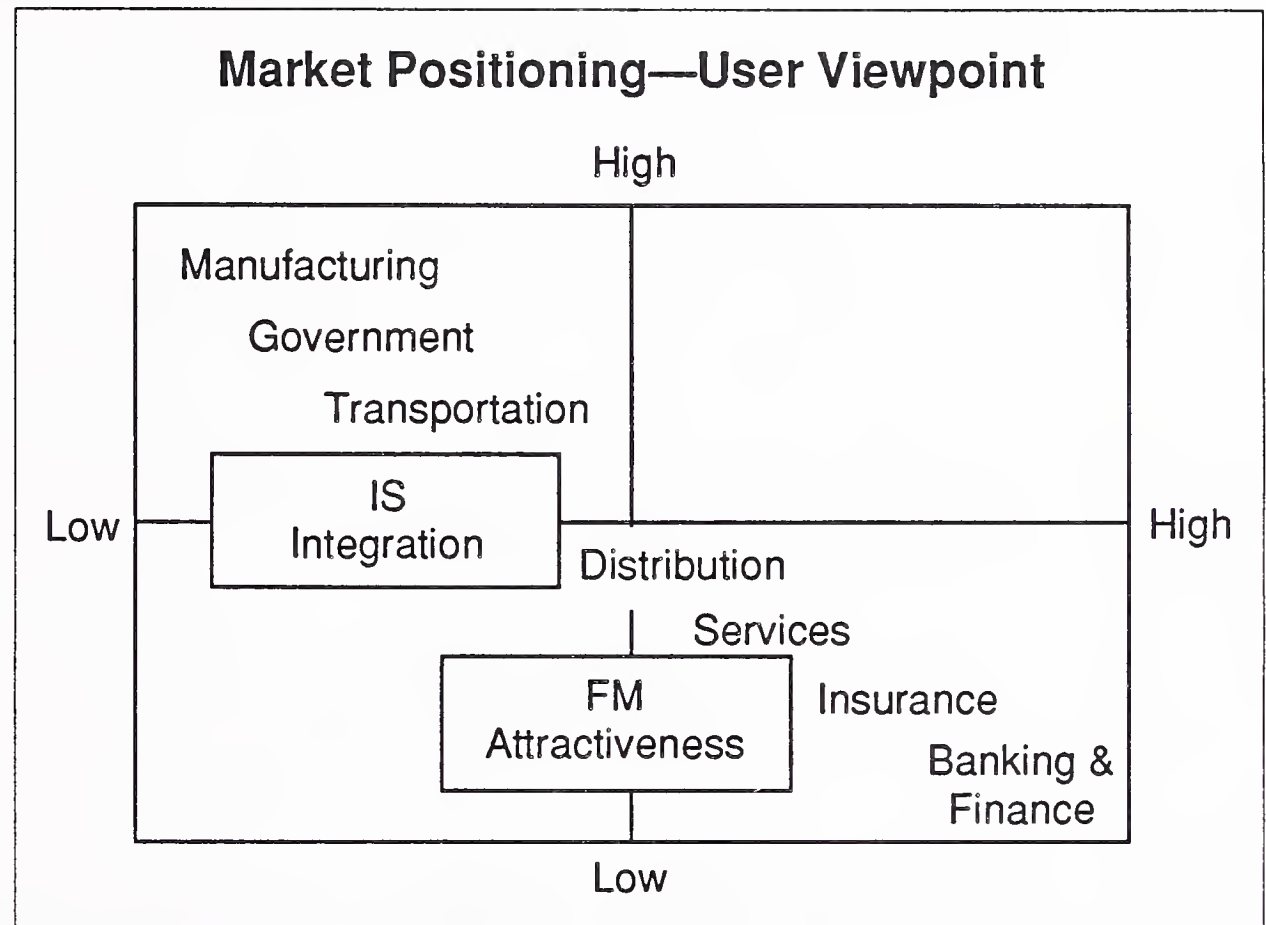 Market Positioning—User Viewpoint
High
Manufacturing
Government
Transportation
IS
Integration
Low
High
Distribution
Services
FM
Attractiveness
Insurance
Banking &
Finance
Low